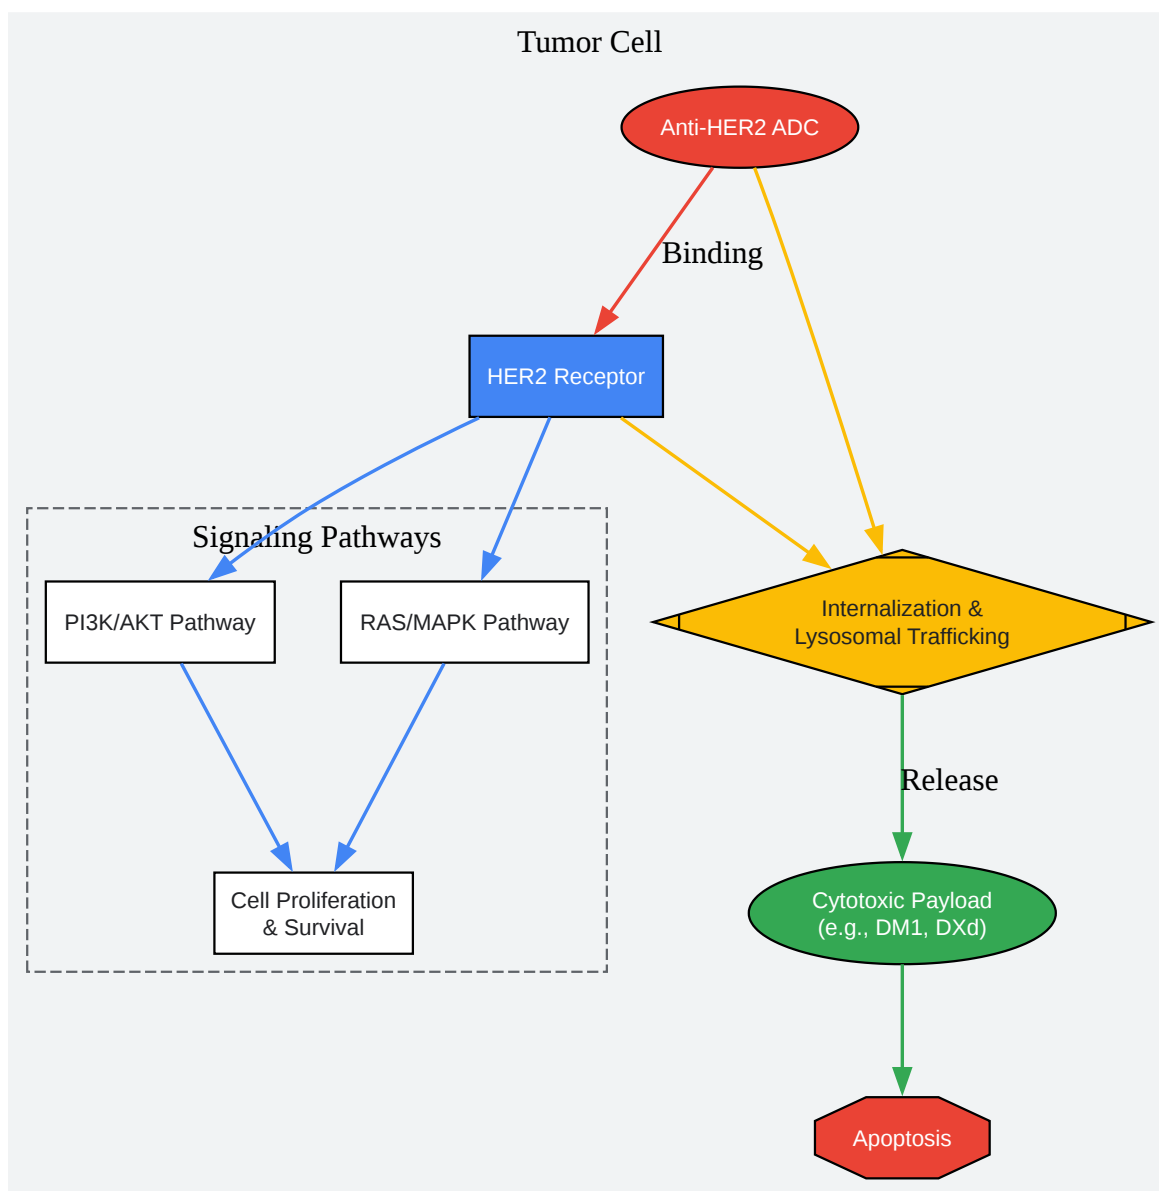 Tumor Cell
Anti-HER2 ADC
Binding
HER2 Receptor
Signaling Pathways
PI3K/AKT Pathway
RAS/MAPK Pathway
Internalization &
Lysosomal Trafficking
Release
Cell Proliferation
& Survival
Cytotoxic Payload
(e.g., DM1, DXd)
Apoptosis